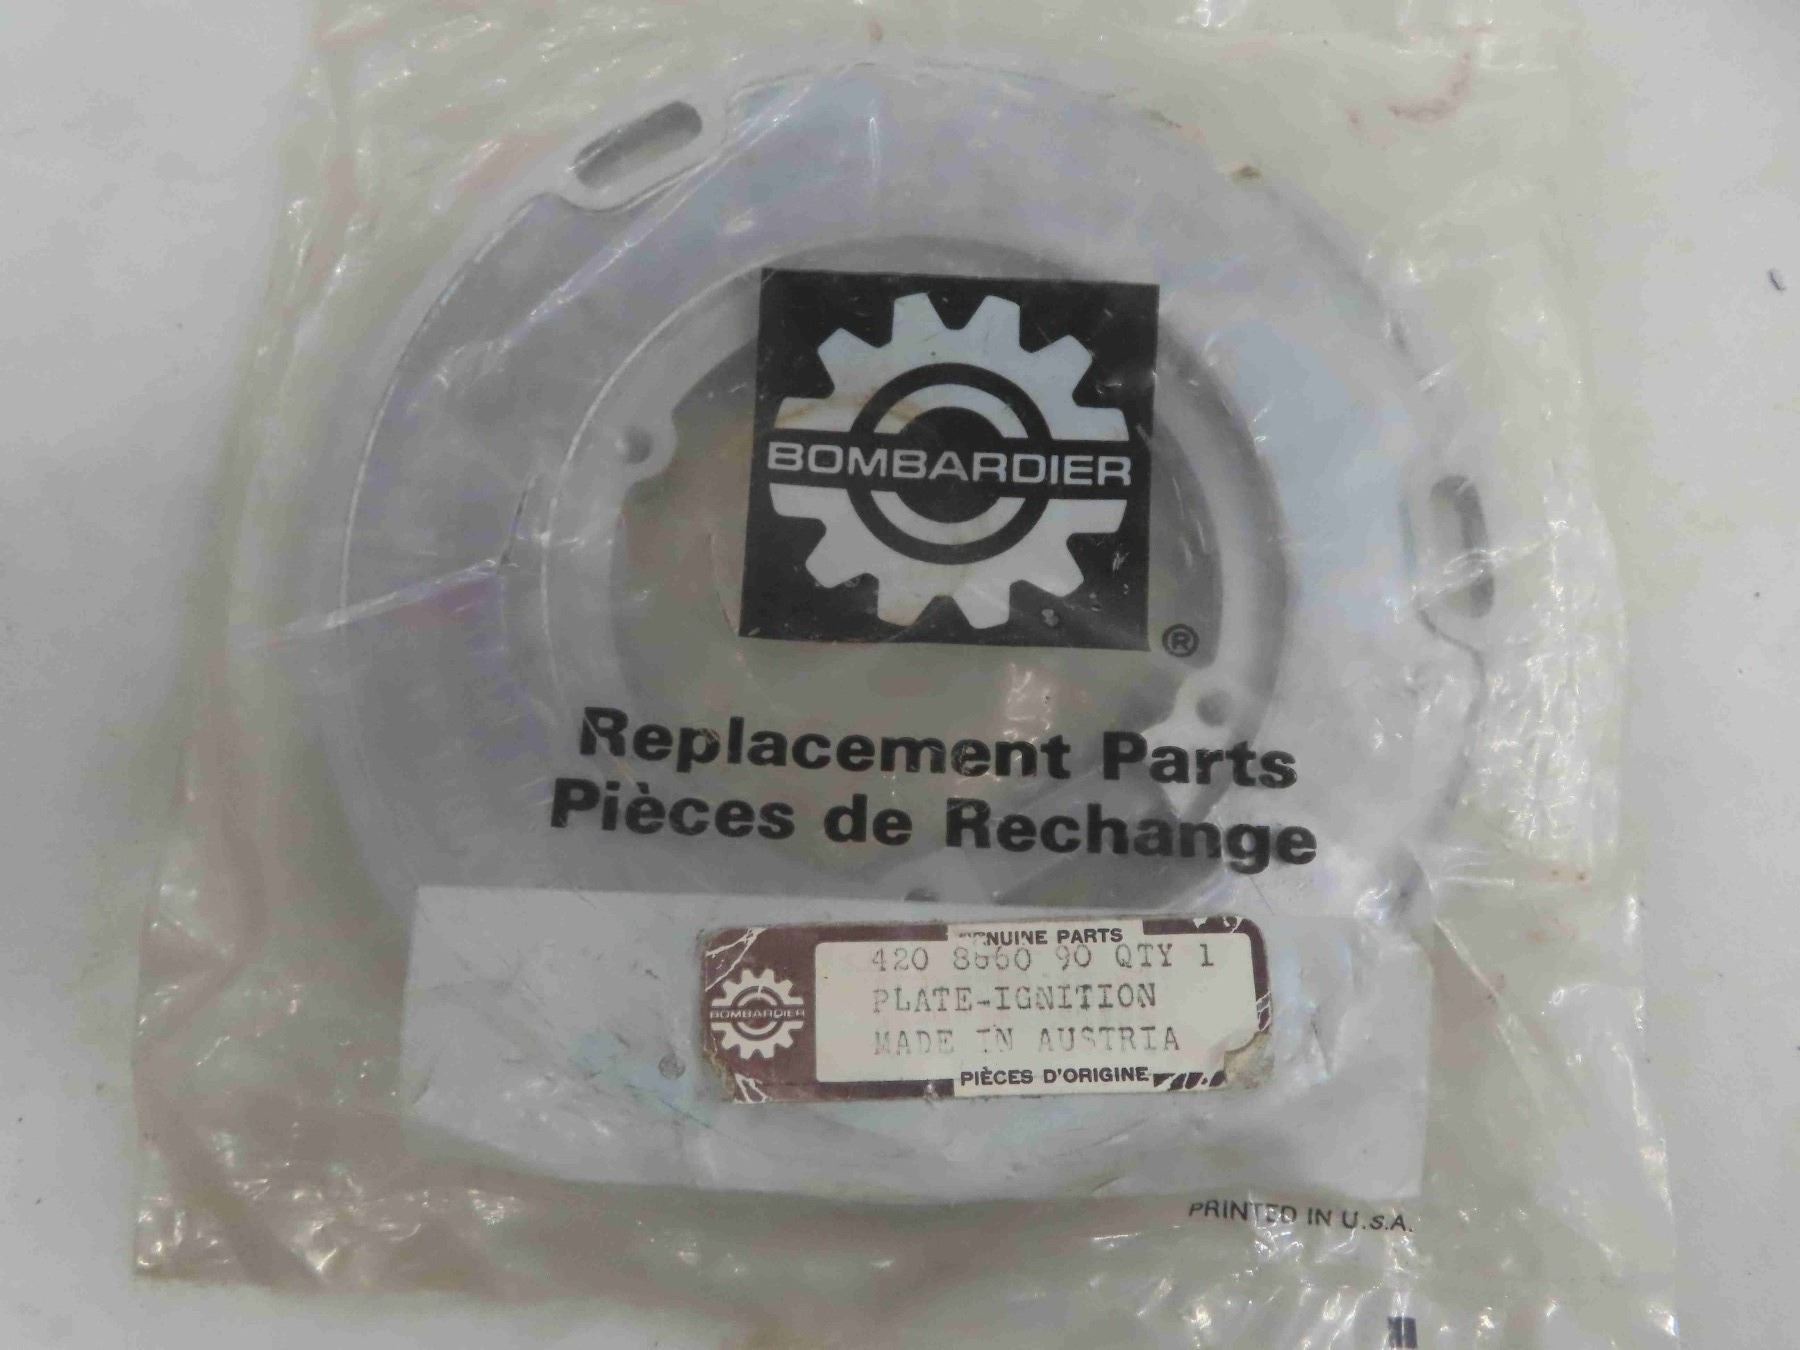 BOMBARDIER
®
Replacement Parts
Pièces de Rechange
GENUINE PARTS
420 8660 90 QTY 1
PLATE-IGNITION
BOMBARDIER
MADE IN AUSTRIA
PIÈCES D'ORIGINE
PRINTED IN U.S.A.